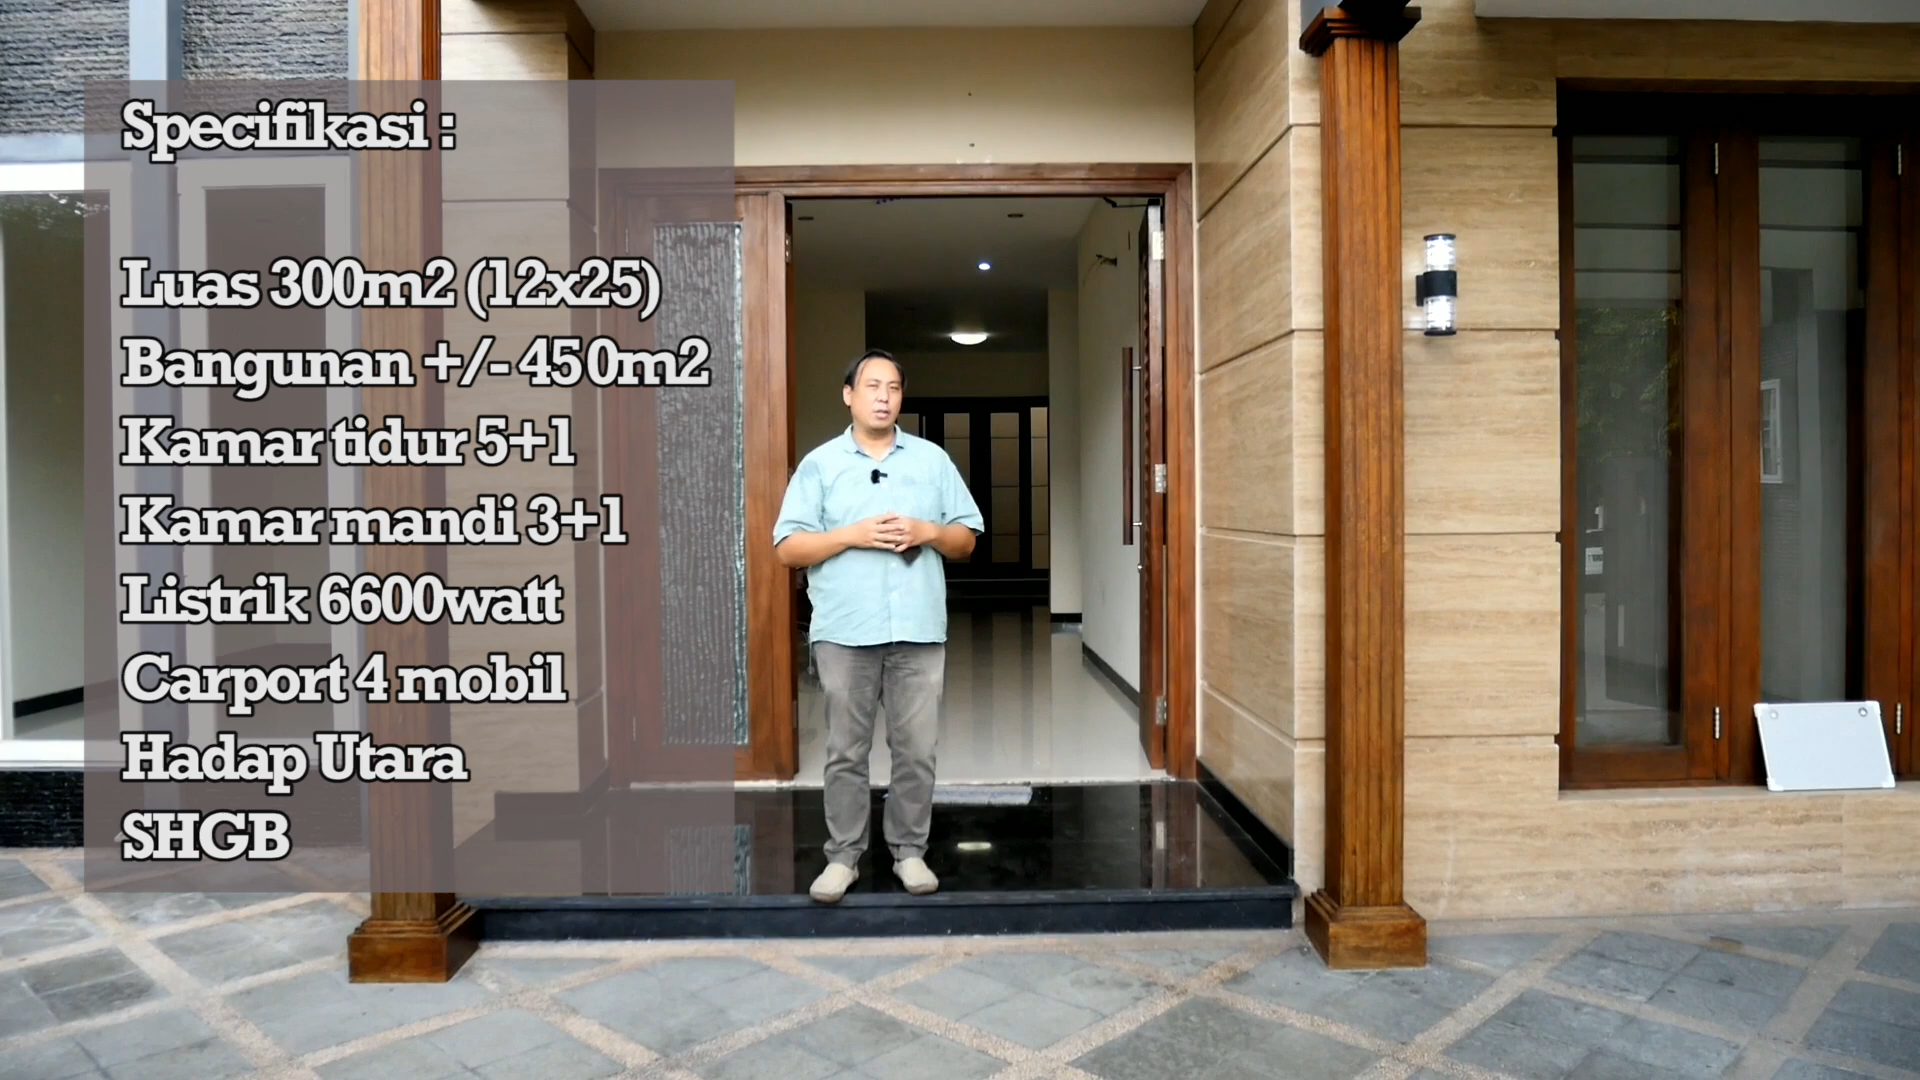 Specifikasi :
Luas 300m2 (12x25)
Bangunan +/- 450m2
Kamar tidur 5+1
Kamar mandi 3+1
Listrik 6600watt
Carport 4 mobil
Hadap Utara
SHGB